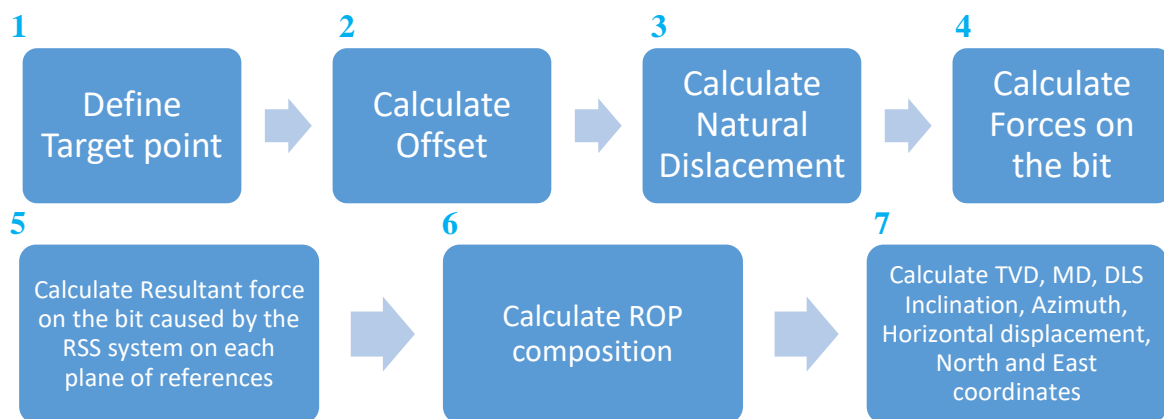 1
Define
Target point
2
Calculate
Offset
3
Calculate
Natural
Dislacement
4
Calculate
Forces on
the bit
5
Calculate Resultant force
on the bit caused by the
RSS system on each
plane of references
6
Calculate ROP
composition
7
Calculate TVD, MD, DLS
Inclination, Azimuth,
Horizontal displacement,
North and East
coordinates